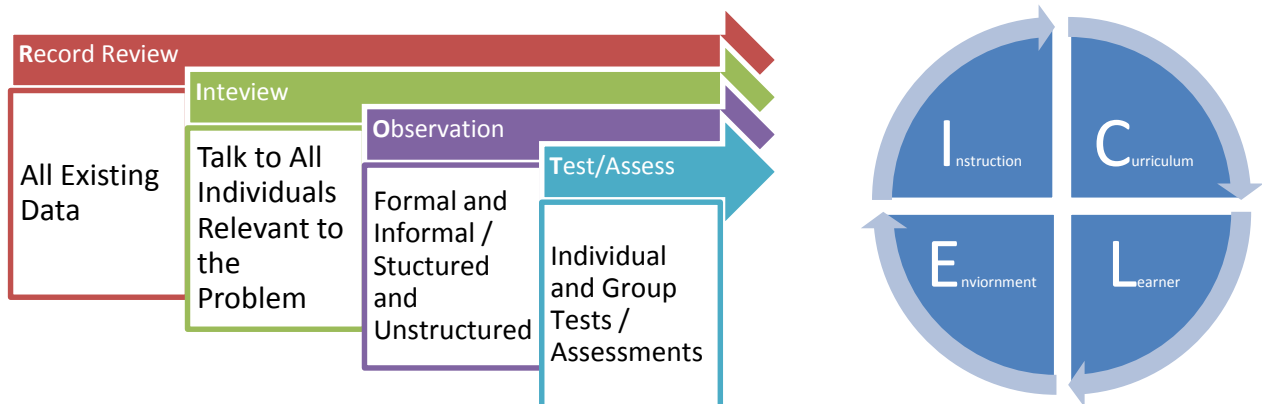 Record Review
All Existing
Data
Inteview
Talk to All
Individuals
Relevant to
the
Problem
Observation
Formal and
Informal /
Stuctured
and
Unstructured
Test/Assess
Individual
and Group
Tests /
Assessments
Instruction
Curriculum
Enviornment
Learner